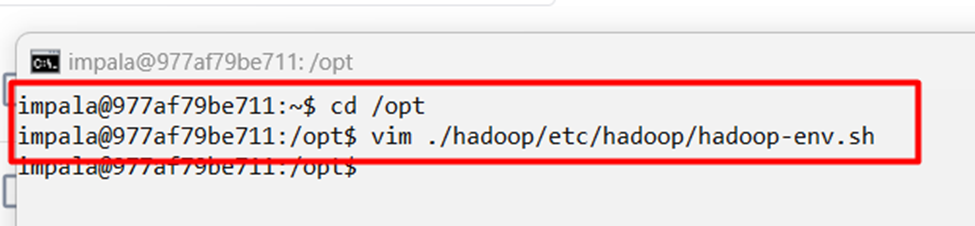 impala@977af79be711: /opt
impala@977af79be711:~$ cd /opt
impala@977af79be711:/opt$ vim ./hadoop/etc/hadoop/hadoop-env.sh
impala@977af79be711:/opt$